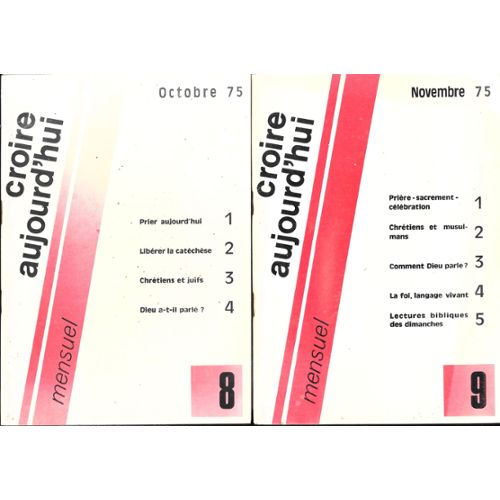 Octobre 75
croire
aujourd'hui
Prier aujourd'hui 1
Libérer la catéchèse 2
Chrétiens et juifs 3
Dieu a-t-il parlé ? 4
mensuel
8
Novembre 75
croire
aujourd'hui
Prière - sacrement -
célébration 1
Chrétiens et musul-
mans 2
Comment Dieu parle ? 3
La foi, langage vivant 4
Lectures bibliques
des dimanches 5
mensuel
9